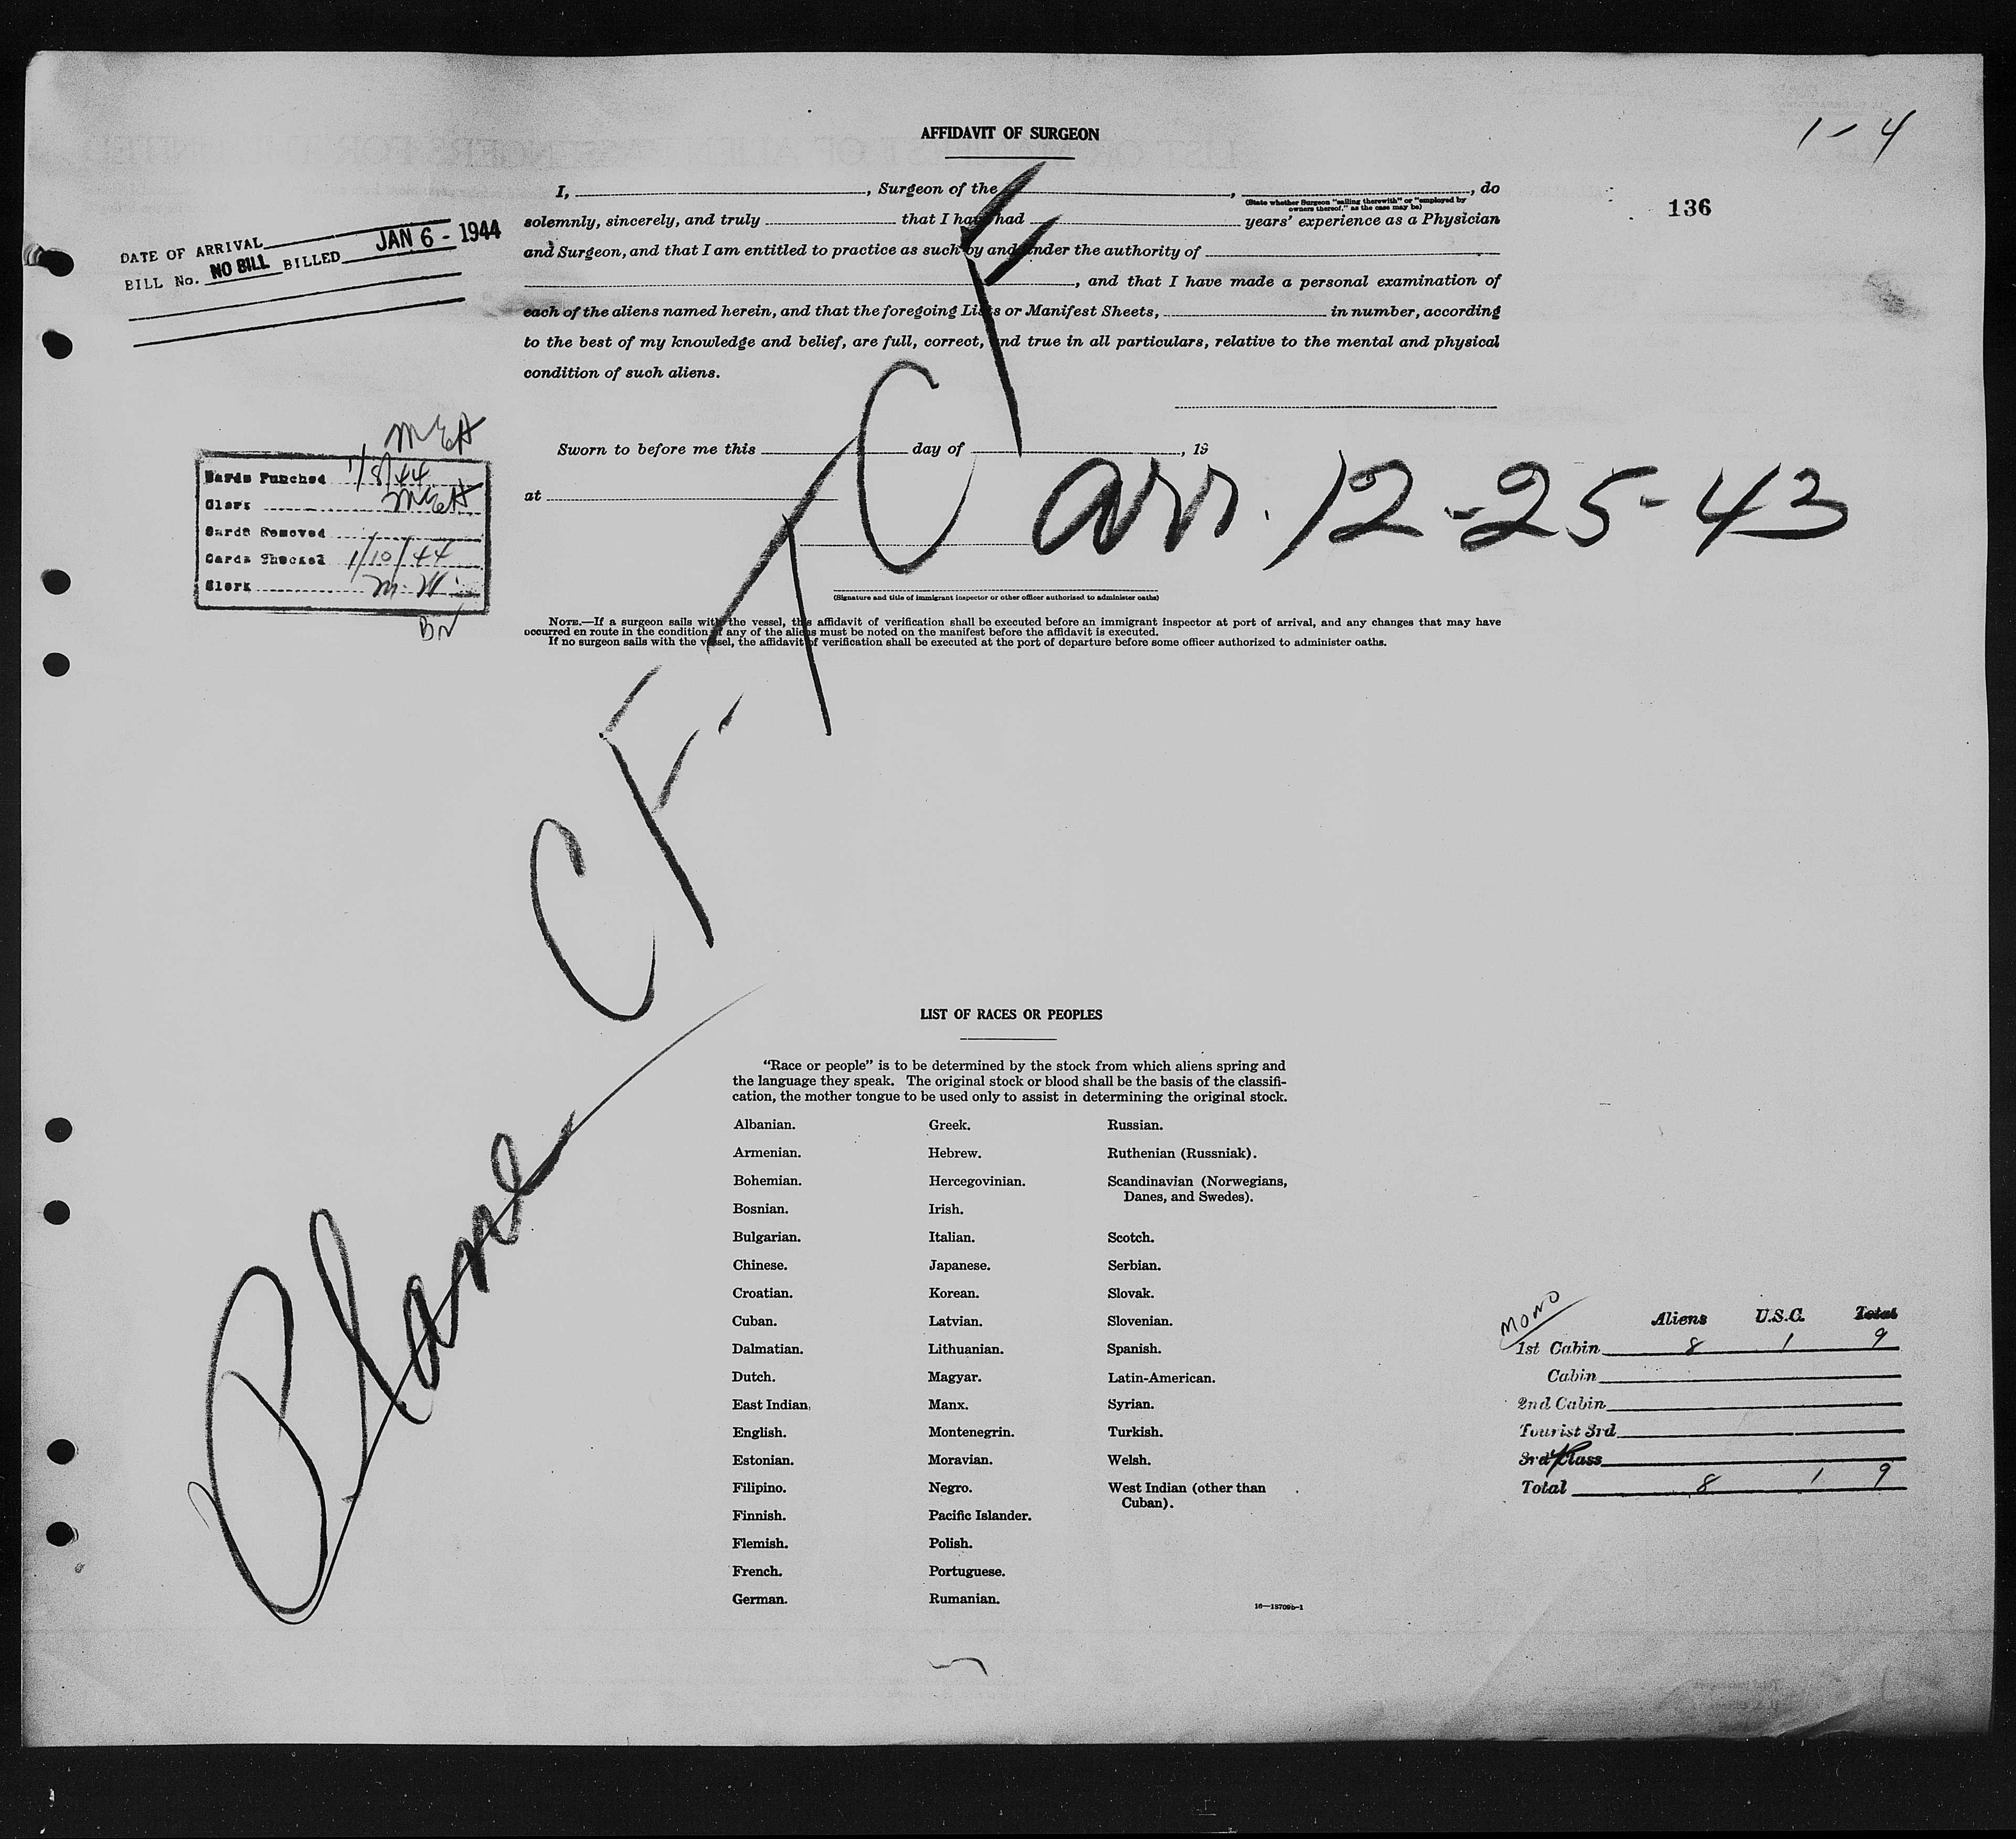 AFFIDAVIT OF SURGEON
1-4
136
I, , Surgeon of the , , do
(State whether Surgeon "sailing therewith" or "employed by
owners thereof," as the case may be)
solemnly, sincerely, and truly that I have had years' experience as a Physician
and Surgeon, and that I am entitled to practice as such by and under the authority of
, and that I have made a personal examination of
each of the aliens named herein, and that the foregoing Lists or Manifest Sheets, in number, according
to the best of my knowledge and belief, are full, correct, and true in all particulars, relative to the mental and physical
condition of such aliens.
DATE OF ARRIVAL JAN 6 - 1944
BILL No. NO BILL BILLED
Sworn to before me this day of , 19
at
arr. 12-25-43
MEA
Cards Punched 1/8/44
Clerk MEA
Cards Removed
Cards Checked 1/10/44
Clerk
(Signature and title of immigrant inspector or other officer authorized to administer oaths)
NOTE.—If a surgeon sails with the vessel, this affidavit of verification shall be executed before an immigrant inspector at port of arrival, and any changes that may have
occurred en route in the condition of any of the aliens must be noted on the manifest before the affidavit is executed.
If no surgeon sails with the vessel, the affidavit of verification shall be executed at the port of departure before some officer authorized to administer oaths.
Plane CF-TCF
LIST OF RACES OR PEOPLES
"Race or people" is to be determined by the stock from which aliens spring and
the language they speak. The original stock or blood shall be the basis of the classifi-
cation, the mother tongue to be used only to assist in determining the original stock.
Albanian.
Armenian.
Bohemian.
Bosnian.
Bulgarian.
Chinese.
Croatian.
Cuban.
Dalmatian.
Dutch.
East Indian.
English.
Estonian.
Filipino.
Finnish.
Flemish.
French.
German.
Greek.
Hebrew.
Hercegovinian.
Irish.
Italian.
Japanese.
Korean.
Latvian.
Lithuanian.
Magyar.
Manx.
Montenegrin.
Moravian.
Negro.
Pacific Islander.
Polish.
Portuguese.
Rumanian.
Russian.
Ruthenian (Russniak).
Scandinavian (Norwegians,
Danes, and Swedes).
Scotch.
Serbian.
Slovak.
Slovenian.
Spanish.
Latin-American.
Syrian.
Turkish.
Welsh.
West Indian (other than
Cuban).
16—13709b-1
MONO
Aliens U.S.C. Total
1st Cabin 8 1 9
Cabin
2nd Cabin
Tourist 3rd
3rd Class
Total 8 1 9